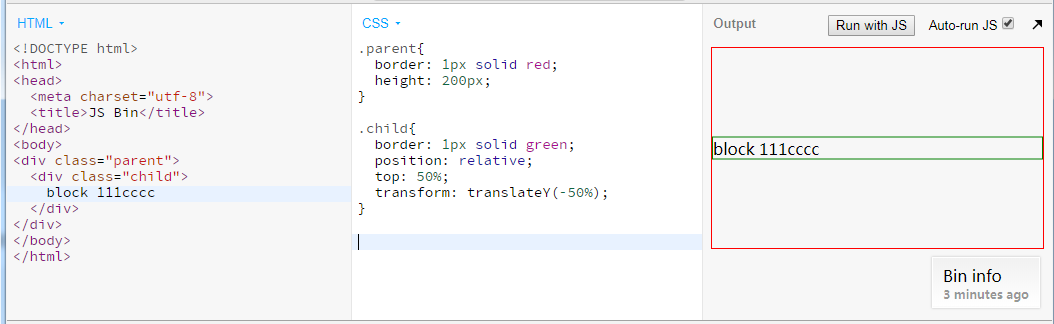 HTML
<!DOCTYPE html>
<html>
<head>
  <meta charset="utf-8">
  <title>JS Bin</title>
</head>
<body>
<div class="parent">
  <div class="child">
    block 111cccc
  </div>
</div>
</body>
</html>
CSS
.parent{
  border: 1px solid red;
  height: 200px;
}

.child{
  border: 1px solid green;
  position: relative;
  top: 50%;
  transform: translateY(-50%);
}
Output
Run with JS
Auto-run JS
block 111cccc
Bin info
3 minutes ago